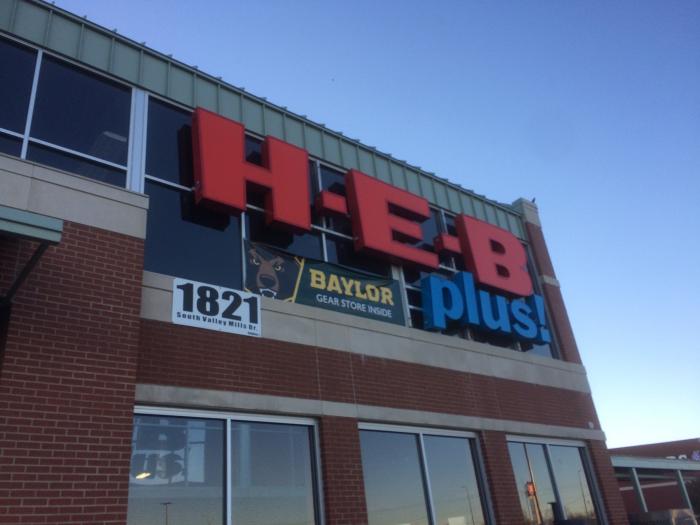 H-E-B
plus!
BAYLOR
GEAR STORE INSIDE
1821
South Valley Mills Dr.